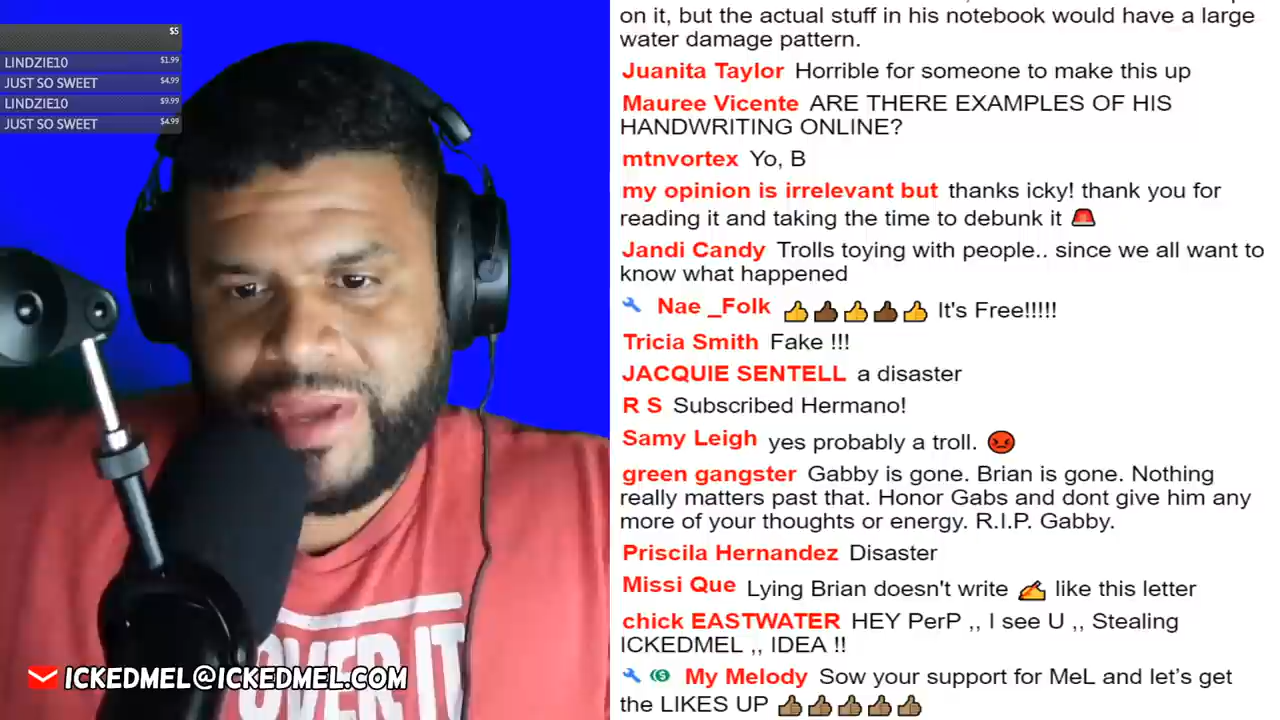 $5
LINDZIE10 $1.99
JUST SO SWEET $4.99
LINDZIE10 $9.99
JUST SO SWEET $4.99
OVER IT
ICKEDMEL@ICKEDMEL.COM
on it, but the actual stuff in his notebook would have a large
water damage pattern.
Juanita Taylor Horrible for someone to make this up
Mauree Vicente ARE THERE EXAMPLES OF HIS
HANDWRITING ONLINE?
mtnvortex Yo, B
my opinion is irrelevant but thanks icky! thank you for
reading it and taking the time to debunk it 🚨
Jandi Candy Trolls toying with people.. since we all want to
know what happened
Nae _Folk 👍👍🏿👍👍🏿👍 It's Free!!!!!
Tricia Smith Fake !!!
JACQUIE SENTELL a disaster
R S Subscribed Hermano!
Samy Leigh yes probably a troll. 😡
green gangster Gabby is gone. Brian is gone. Nothing
really matters past that. Honor Gabs and dont give him any
more of your thoughts or energy. R.I.P. Gabby.
Priscila Hernandez Disaster
Missi Que Lying Brian doesn't write ✍ like this letter
chick EASTWATER HEY PerP ,, I see U ,, Stealing
ICKEDMEL ,, IDEA !!
My Melody Sow your support for MeL and let’s get
the LIKES UP 👍🏽👍🏽👍🏽👍🏽👍🏽